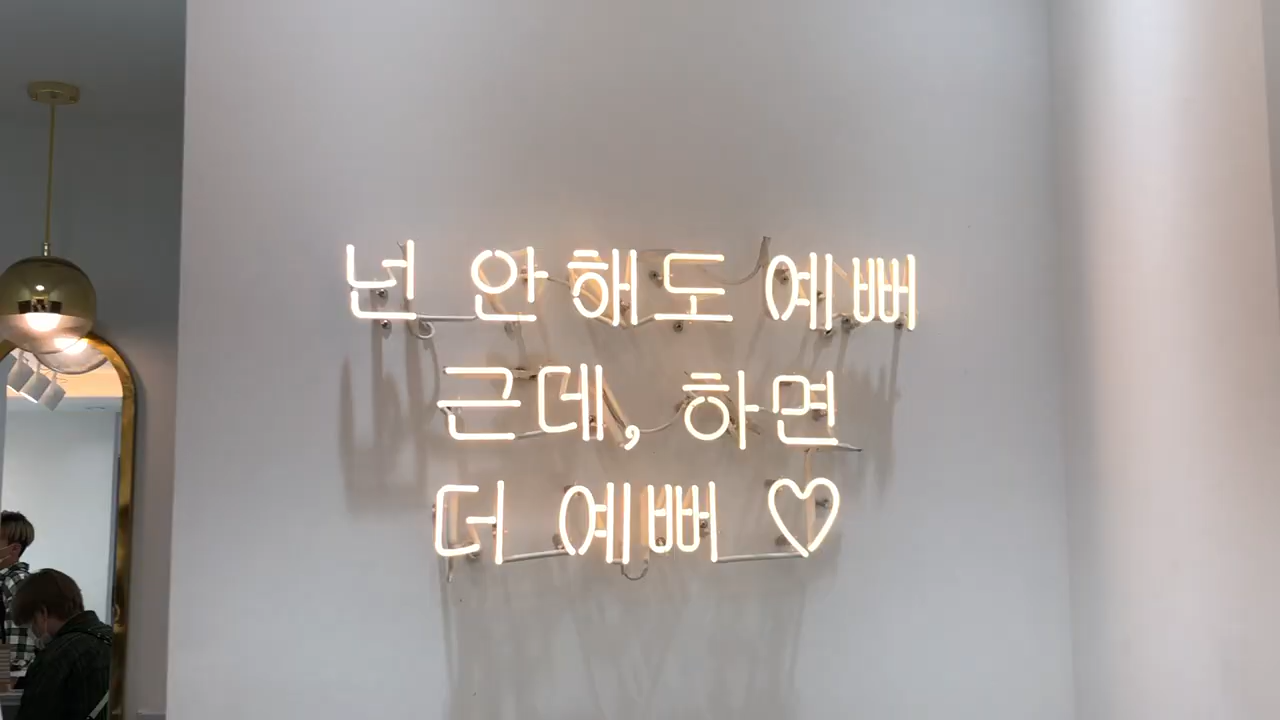 넌 안해도 예뻐
근데, 하면
더 예뻐 ♡